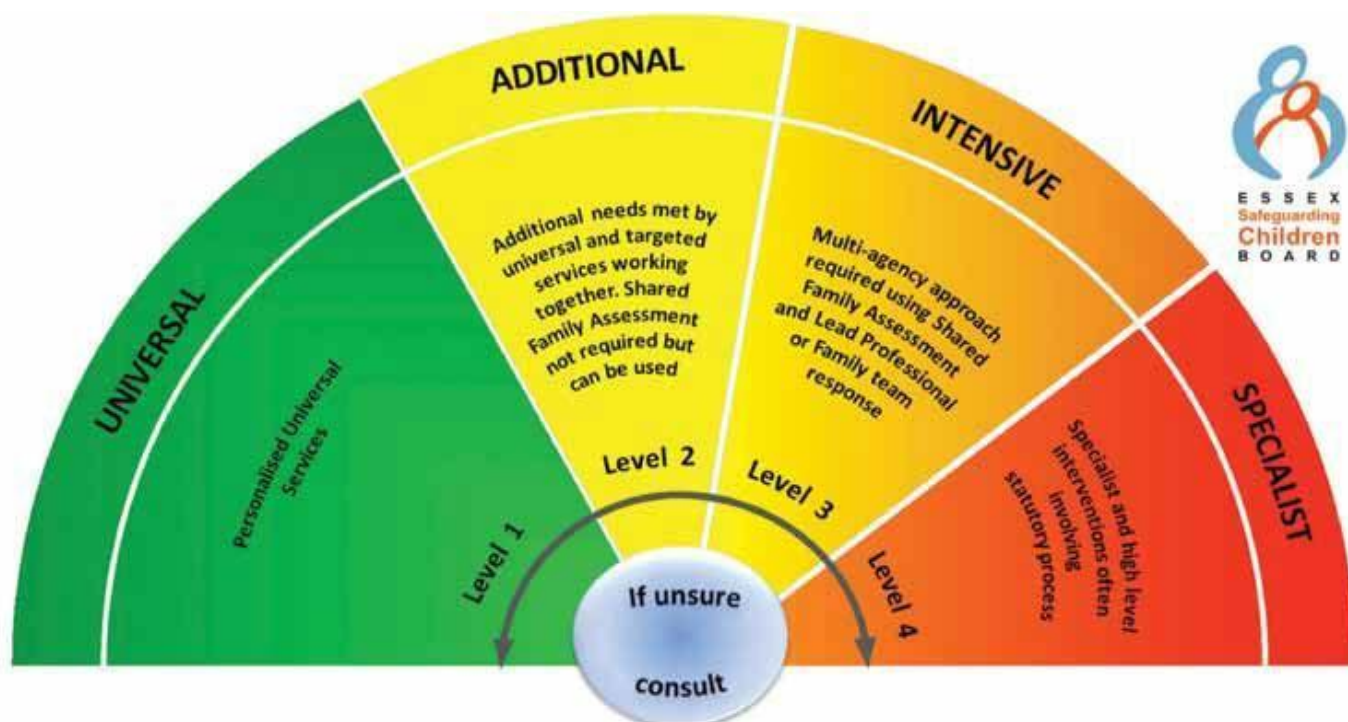 UNIVERSAL
Personalised Universal
Services
Level 1
ADDITIONAL
Additional needs met by
universal and targeted
services working
together. Shared
Family Assessment
not required but
can be used
Level 2
INTENSIVE
Multi-agency approach
required using Shared
Family Assessment
and Lead Professional
or Family team
response
Level 3
SPECIALIST
Specialist and high level
interventions often
involving
statutory process
Level 4
If unsure
consult
ESSEX
Safeguarding
Children
BOARD